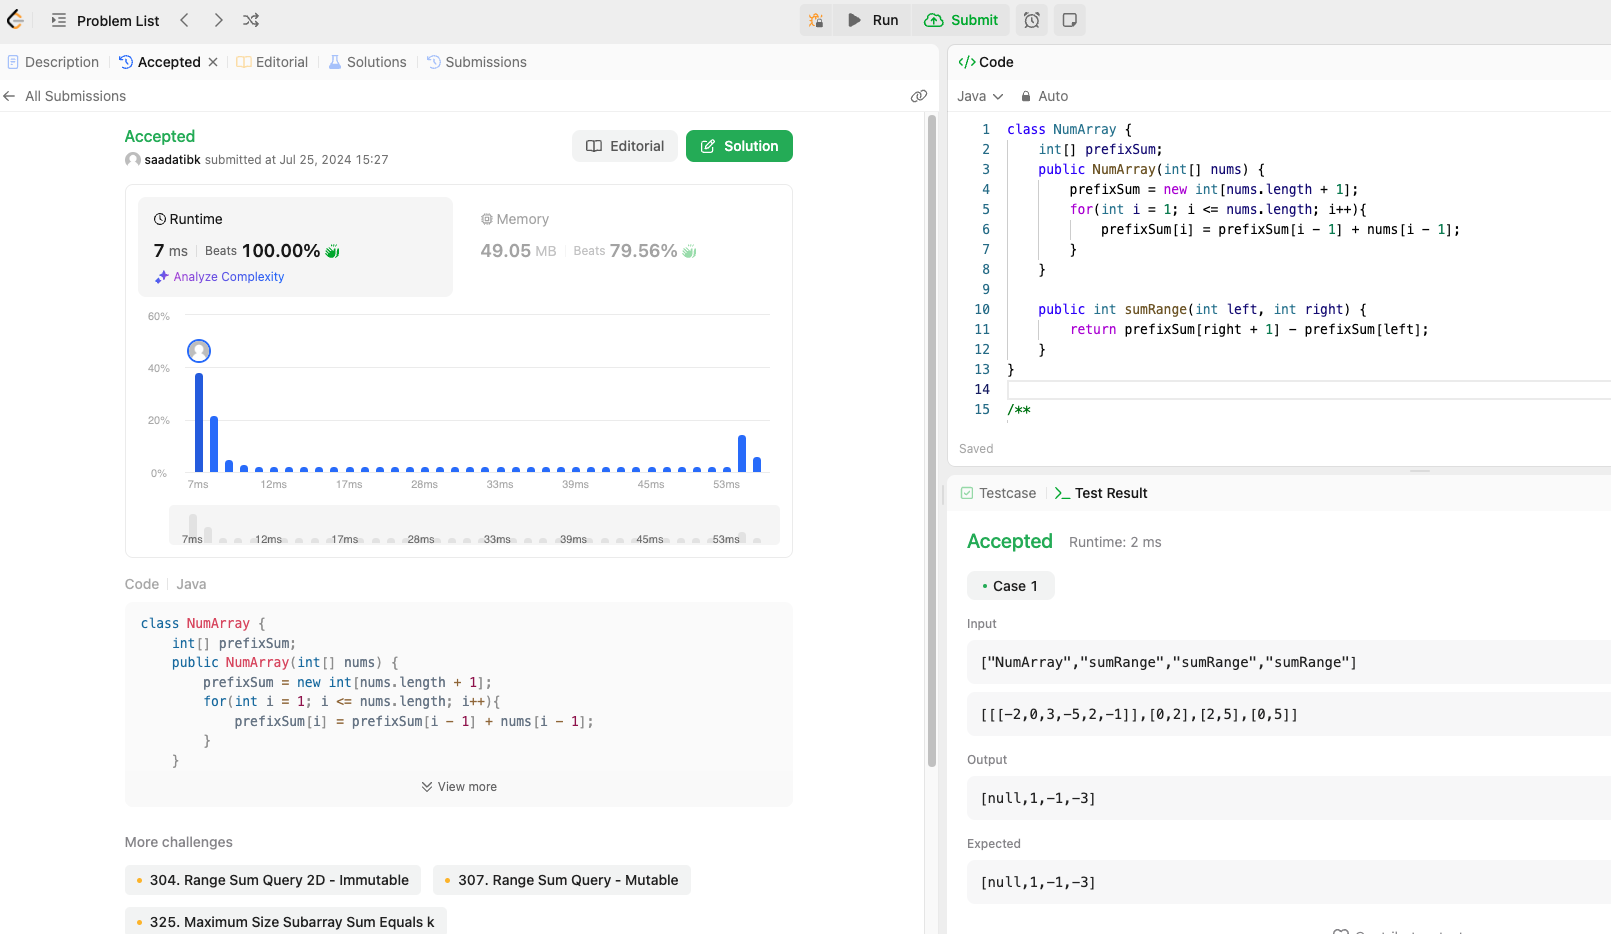 Problem List
Run
Submit
Description
Accepted
Editorial
Solutions
Submissions
All Submissions
Accepted
saadatibk submitted at Jul 25, 2024 15:27
Editorial
Solution
Runtime
7 ms
Beats 100.00%
Analyze Complexity
Memory
49.05 MB
Beats 79.56%
60%
40%
20%
0%
7ms 12ms 17ms 28ms 33ms 39ms 45ms 53ms
7ms 12ms 17ms 28ms 33ms 39ms 45ms 53ms
Code
Java
class NumArray {
    int[] prefixSum;
    public NumArray(int[] nums) {
        prefixSum = new int[nums.length + 1];
        for(int i = 1; i <= nums.length; i++){
            prefixSum[i] = prefixSum[i - 1] + nums[i - 1];
        }
    }
View more
More challenges
304. Range Sum Query 2D - Immutable
307. Range Sum Query - Mutable
325. Maximum Size Subarray Sum Equals k
</> Code
Java
Auto
1 class NumArray {
2     int[] prefixSum;
3     public NumArray(int[] nums) {
4         prefixSum = new int[nums.length + 1];
5         for(int i = 1; i <= nums.length; i++){
6             prefixSum[i] = prefixSum[i - 1] + nums[i - 1];
7         }
8     }
9
10     public int sumRange(int left, int right) {
11         return prefixSum[right + 1] - prefixSum[left];
12     }
13 }
14
15 /**
Saved
Testcase
Test Result
Accepted
Runtime: 2 ms
Case 1
Input
["NumArray","sumRange","sumRange","sumRange"]
[[[-2,0,3,-5,2,-1]],[0,2],[2,5],[0,5]]
Output
[null,1,-1,-3]
Expected
[null,1,-1,-3]